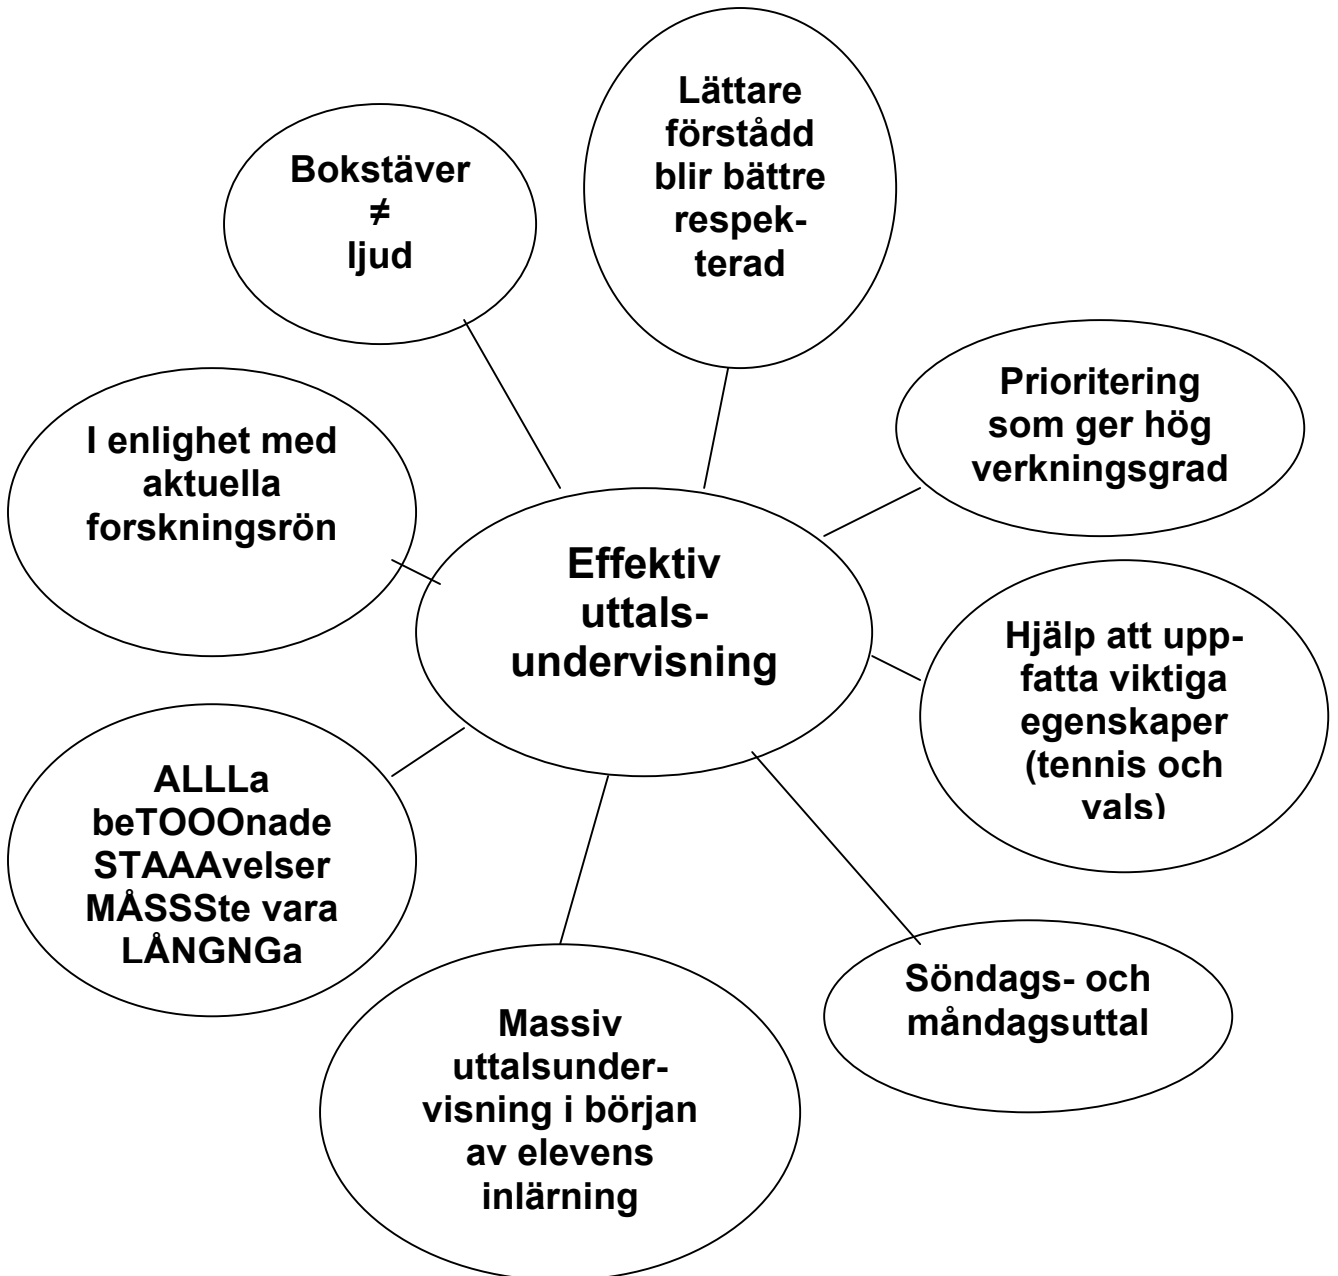 Lättare
förstådd
blir bättre
respek-
terad
Bokstäver
≠
ljud
Prioritering
som ger hög
verkningsgrad
I enlighet med
aktuella
forskningsrön
Effektiv
uttals-
undervisning
Hjälp att upp-
fatta viktiga
egenskaper
(tennis och
vals)
ALLLa
beTOOOnade
STAAAvelser
MÅSSSte vara
LÅNGNGa
Söndags- och
måndagsuttal
Massiv
uttalsunder-
visning i början
av elevens
inlärning